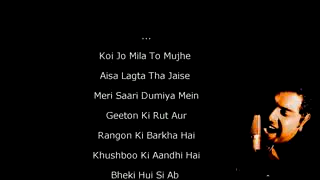 ...
Koi Jo Mila To Mujhe
Aisa Lagta Tha Jaise
Meri Saari Dumiya Mein
Geeton Ki Rut Aur
Rangon Ki Barkha Hai
Khushboo Ki Aandhi Hai
Bheki Hui Si Ab